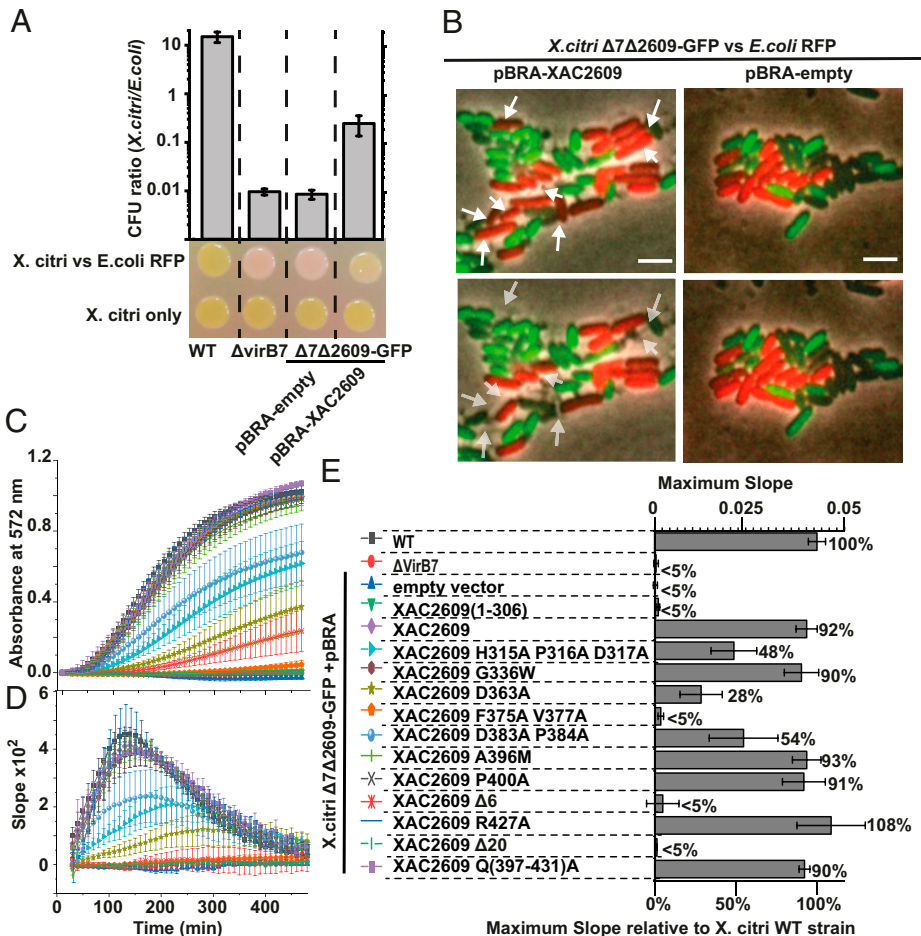 A
CFU ratio (X.citri/E.coli)
10
1
0.1
0.01
X. citri vs E.coli RFP
X. citri only
WT
ΔvirB7
Δ7Δ2609-GFP
pBRA-empty
pBRA-XAC2609
B
X.citri Δ7Δ2609-GFP vs E.coli RFP
pBRA-XAC2609
pBRA-empty
C
Absorbance at 572 nm
1.2
0.8
0.4
0.0
D
Slope x10²
6
4
2
0
0 100 200 300 400
Time (min)
E
Maximum Slope
0 0.025 0.05
X.citri Δ7Δ2609-GFP +pBRA
WT 100%
ΔVirB7 <5%
empty vector <5%
XAC2609(1-306) <5%
XAC2609 92%
XAC2609 H315A P316A D317A 48%
XAC2609 G336W 90%
XAC2609 D363A 28%
XAC2609 F375A V377A <5%
XAC2609 D383A P384A 54%
XAC2609 A396M 93%
XAC2609 P400A 91%
XAC2609 Δ6 <5%
XAC2609 R427A 108%
XAC2609 Δ20 <5%
XAC2609 Q(397-431)A 90%
0% 50% 100%
Maximum Slope relative to X. citri WT strain